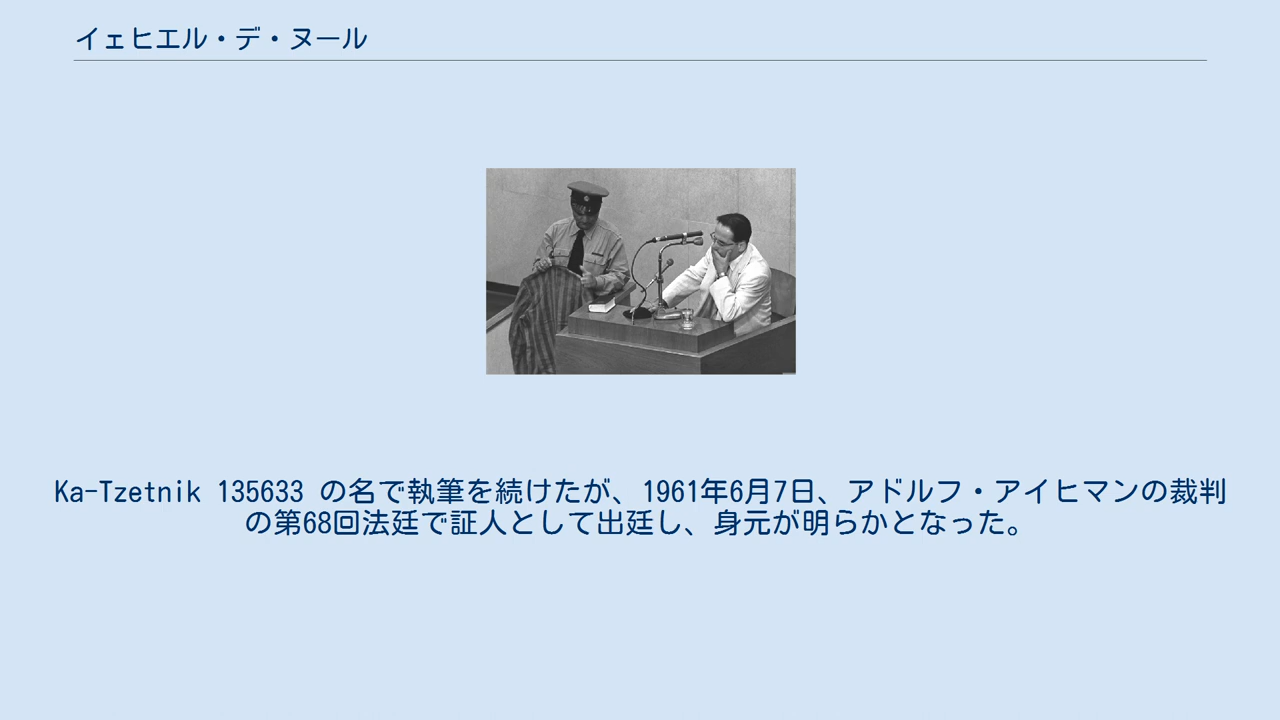 イェヒエル・デ・ヌール
Ka-Tzetnik 135633 の名で執筆を続けたが、1961年6月7日、アドルフ・アイヒマンの裁判
の第68回法廷で証人として出廷し、身元が明らかとなった。